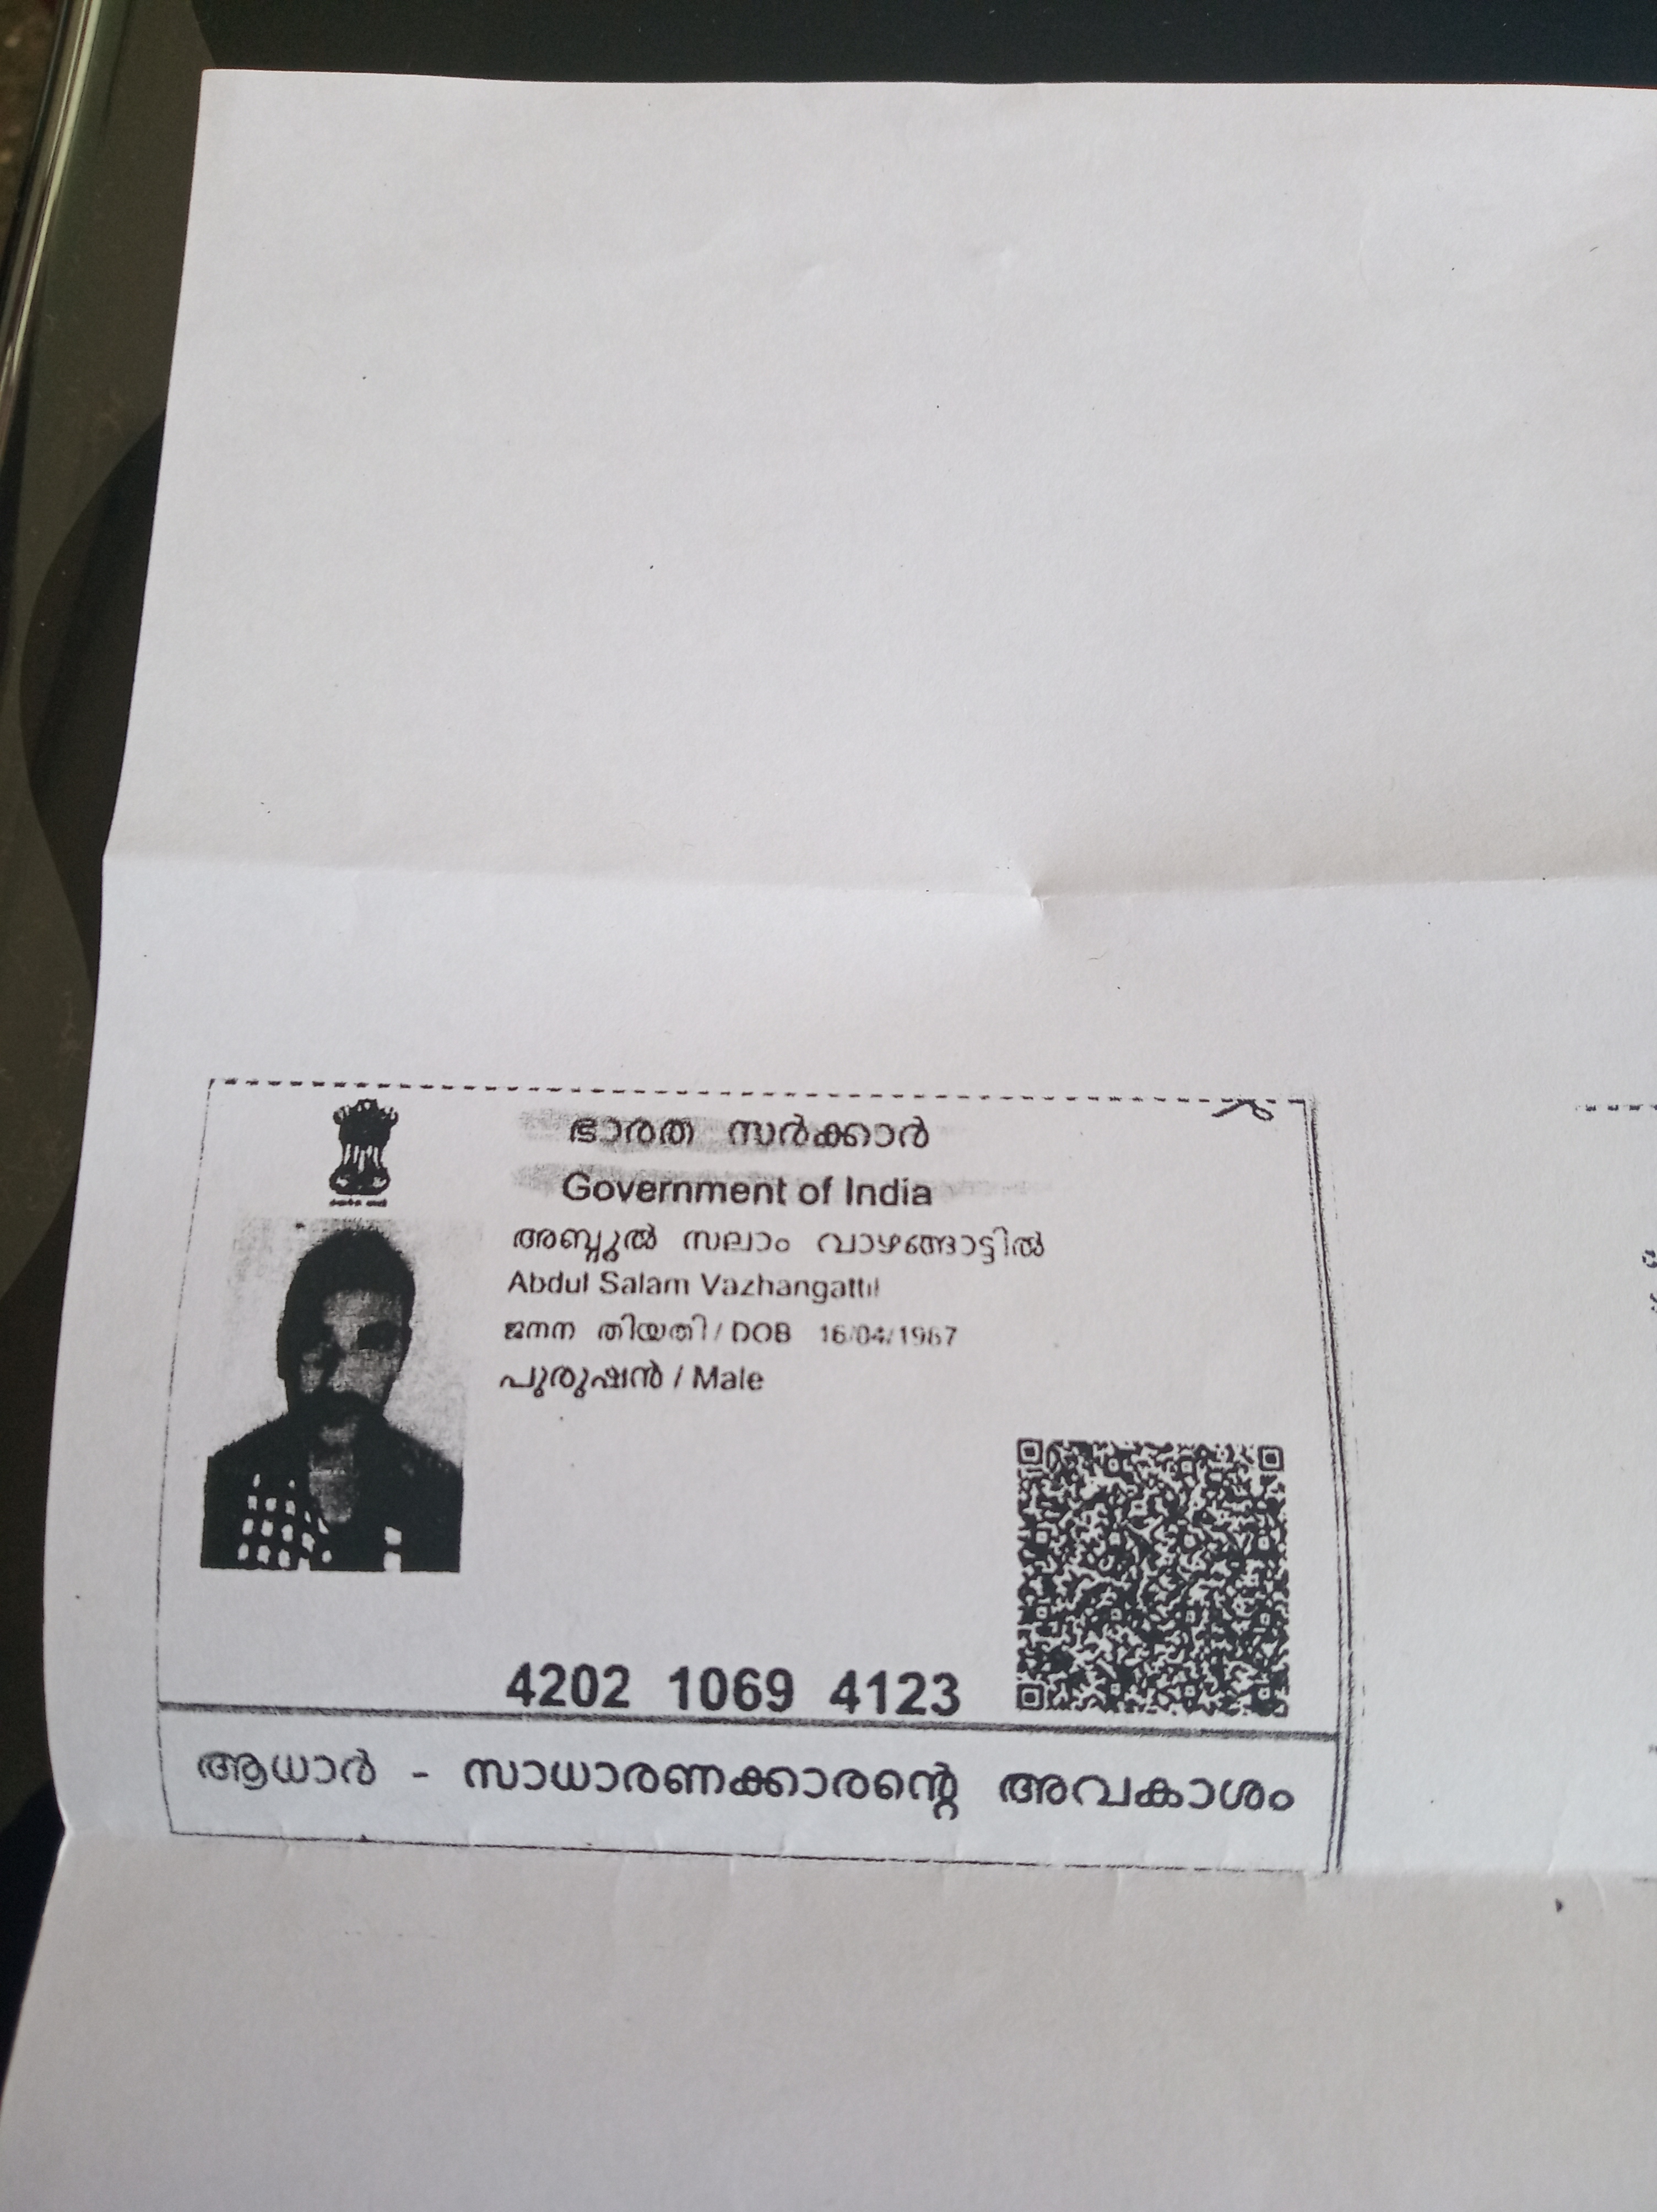 ഭാരത സർക്കാർ
Government of India
അബ്ദുൽ സലാം വാഴങ്ങാട്ടിൽ
Abdul Salam Vazhangattil
ജനന തിയതി / DOB 16/04/1967
പുരുഷൻ / Male
4202 1069 4123
ആധാർ - സാധാരണക്കാരന്റെ അവകാശം